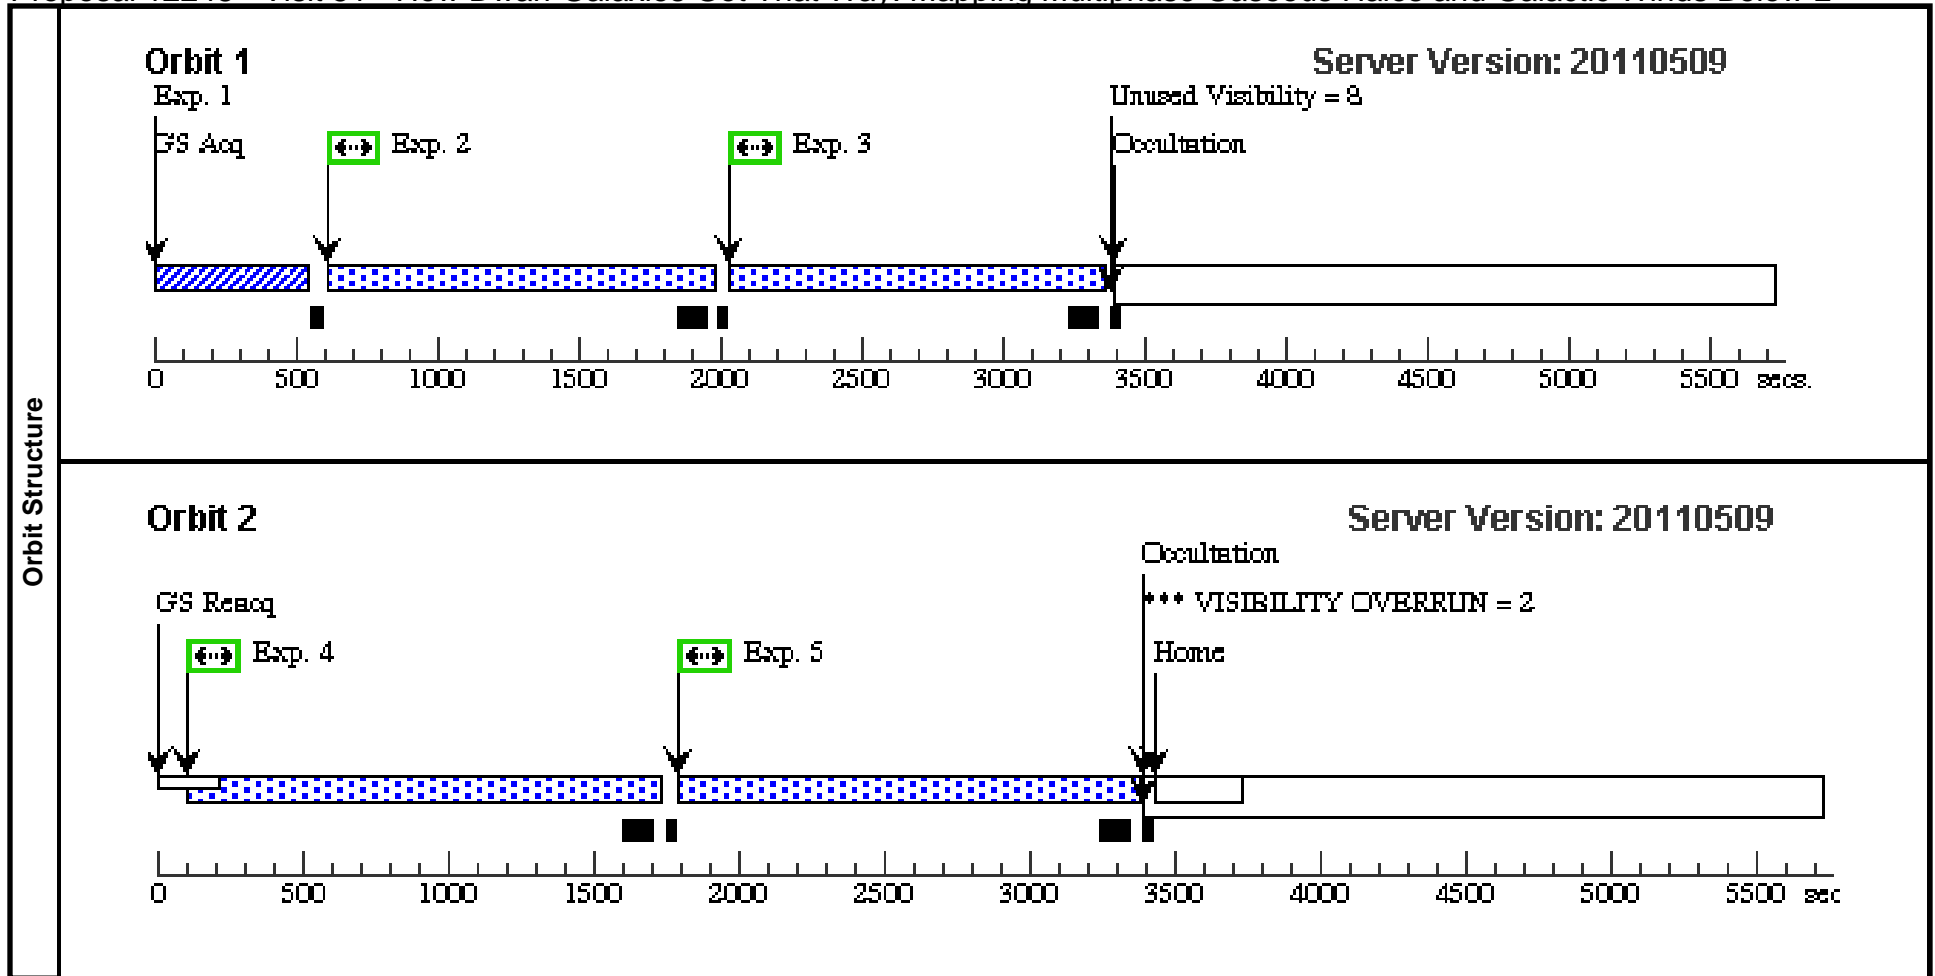 Orbit Structure
Orbit 1
Server Version: 20110509
Exp. 1
Unused Visibility = 8
GS Acq
Exp. 2
Exp. 3
Occultation
0 500 1000 1500 2000 2500 3000 3500 4000 4500 5000 5500 secs.
Orbit 2
Server Version: 20110509
Occultation
GS Reacq
*** VISIBILITY OVERRUN = 2
Exp. 4
Exp. 5
Home
0 500 1000 1500 2000 2500 3000 3500 4000 4500 5000 5500 sec